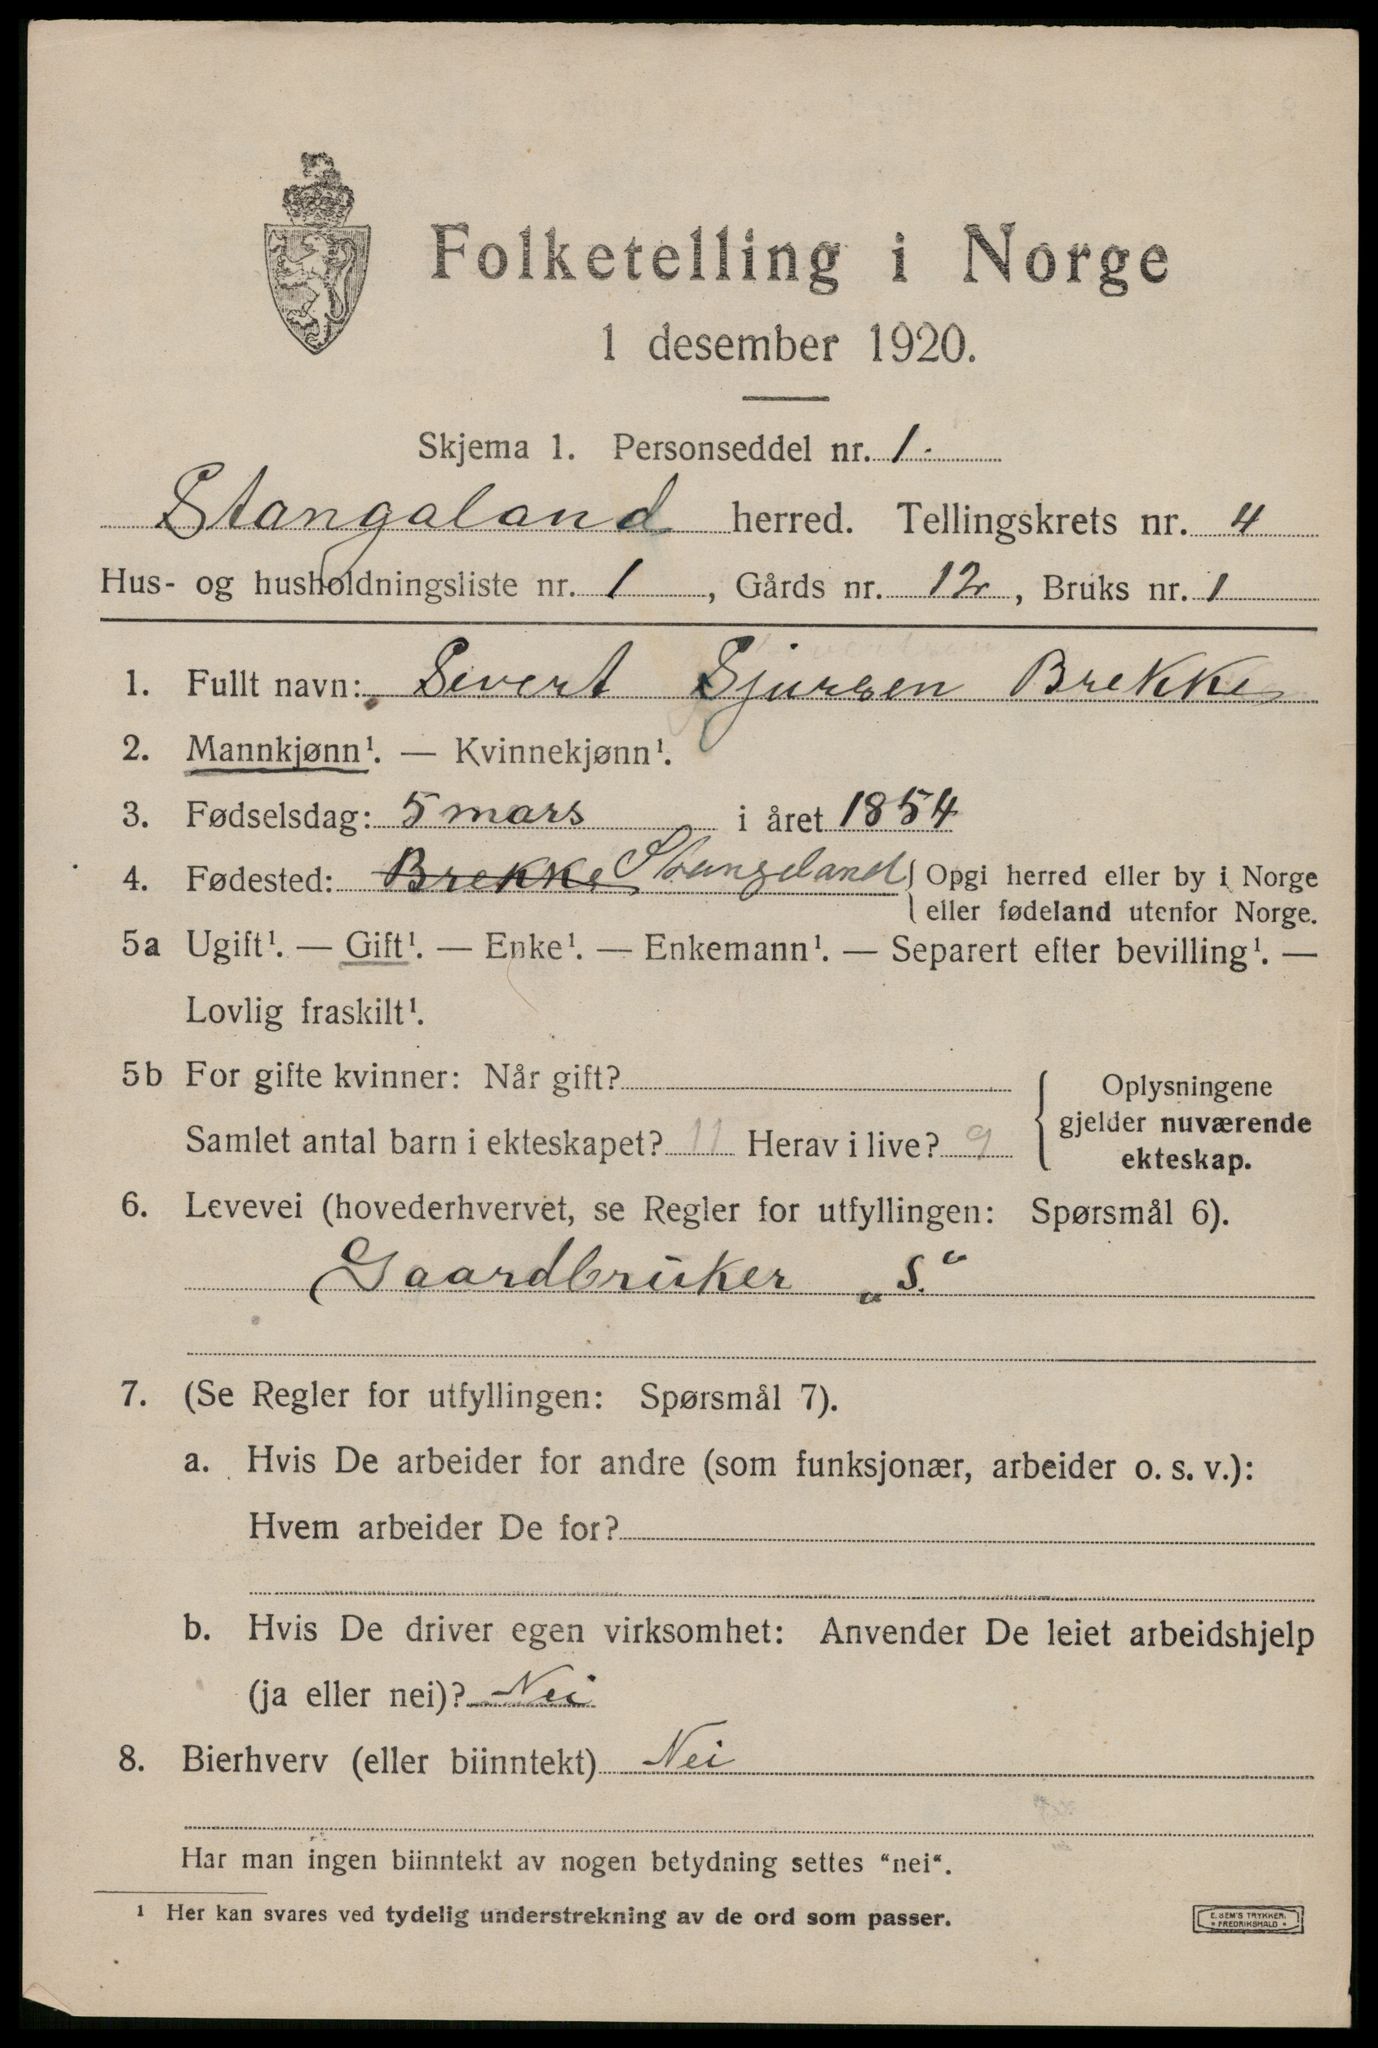 Folketelling i Norge
1 desember 1920.
Skjema 1. Personseddel nr. 1.
Stangaland herred. Tellingskrets nr. 4
Hus- og husholdningsliste nr. 1, Gårds nr. 12, Bruks nr. 1
1. Fullt navn: Sivert Sjursen Brekke
2. Mannkjønn¹. — Kvinnekjønn¹.
3. Fødselsdag: 5 mars i året 1854
4. Fødested: Brekke Stangeland { Opgi herred eller by i Norge
eller fødeland utenfor Norge.
5a Ugift¹. — Gift¹. — Enke¹. — Enkemann¹. — Separert efter bevilling¹. —
Lovlig fraskilt¹.
5b For gifte kvinner: Når gift?
Samlet antal barn i ekteskapet? 11 Herav i live? 9
Oplysningene
gjelder nuværende
ekteskap.
6. Levevei (hovederhvervet, se Regler for utfyllingen: Spørsmål 6).
Gaardbruker „S.“
7. (Se Regler for utfyllingen: Spørsmål 7).
a. Hvis De arbeider for andre (som funksjonær, arbeider o. s. v.):
Hvem arbeider De for?
b. Hvis De driver egen virksomhet: Anvender De leiet arbeidshjelp
(ja eller nei)? Nei
8. Bierhverv (eller biinntekt) Nei
Har man ingen biinntekt av nogen betydning settes "nei".
¹ Her kan svares ved tydelig understrekning av de ord som passer.
E. SEM'S TRYKKERI
• FREDRIKSHALD •